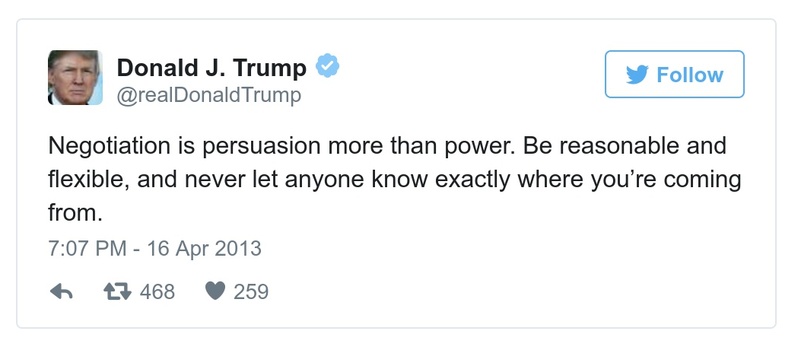 Donald J. Trump
@realDonaldTrump
Follow
Negotiation is persuasion more than power. Be reasonable and
flexible, and never let anyone know exactly where you’re coming
from.
7:07 PM - 16 Apr 2013
468 259